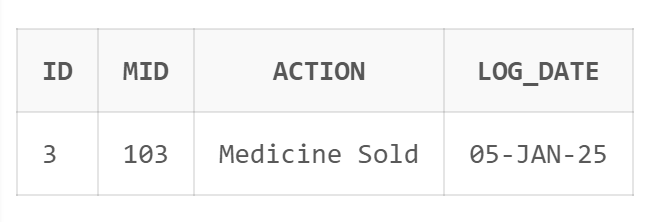 ID MID ACTION LOG_DATE
3 103 Medicine Sold 05-JAN-25